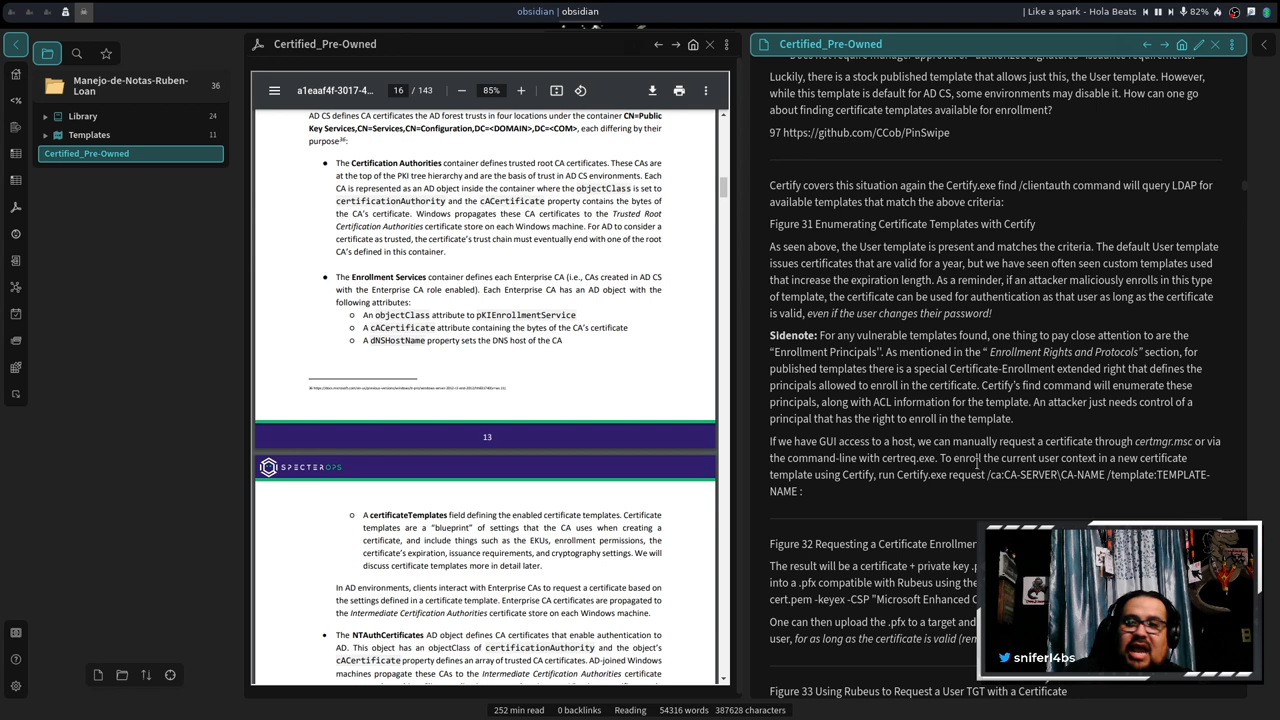 obsidian | obsidian
| Like a spark - Hola Beats
82%
Manejo-de-Notas-Ruben-
Loan
36
Library
24
Templates
11
Certified_Pre-Owned
Certified_Pre-Owned
a1eaaf4f-3017-4...
16 / 143
85%
AD CS defines CA certificates the AD forest trusts in four locations under the container CN=Public
Key Services,CN=Services,CN=Configuration,DC=<DOMAIN>,DC=<COM>, each differing by their
purpose³⁶:
● The Certification Authorities container defines trusted root CA certificates. These CAs are
at the top of the PKI tree hierarchy and are the basis of trust in AD CS environments. Each
CA is represented as an AD object inside the container where the objectClass is set to
certificationAuthority and the cACertificate property contains the bytes of
the CA's certificate. Windows propagates these CA certificates to the Trusted Root
Certification Authorities certificate store on each Windows machine. For AD to consider a
certificate as trusted, the certificate's trust chain must eventually end with one of the root
CA's defined in this container.
● The Enrollment Services container defines each Enterprise CA (i.e., CAs created in AD CS
with the Enterprise CA role enabled). Each Enterprise CA has an AD object with the
following attributes:
○ An objectClass attribute to pKIEnrollmentService
○ A cACertificate attribute containing the bytes of the CA's certificate
○ A dNSHostName property sets the DNS host of the CA
13
SPECTEROPS
○ A certificateTemplates field defining the enabled certificate templates. Certificate
templates are a "blueprint" of settings that the CA uses when creating a
certificate, and include things such as the EKUs, enrollment permissions, the
certificate's expiration, issuance requirements, and cryptography settings. We will
discuss certificate templates more in detail later.
In AD environments, clients interact with Enterprise CAs to request a certificate based on
the settings defined in a certificate template. Enterprise CA certificates are propagated to
the Intermediate Certification Authorities certificate store on each Windows machine.
● The NTAuthCertificates AD object defines CA certificates that enable authentication to
AD. This object has an objectClass of certificationAuthority and the object's
cACertificate property defines an array of trusted CA certificates. AD-joined Windows
machines propagate these CAs to the Intermediate Certification Authorities certificate
Certified_Pre-Owned
Luckily, there is a stock published template that allows just this, the User template. However,
while this template is default for AD CS, some environments may disable it. How can one go
about finding certificate templates available for enrollment?
97 https://github.com/CCob/PinSwipe
Certify covers this situation again the Certify.exe find /clientauth command will query LDAP for
available templates that match the above criteria:
Figure 31 Enumerating Certificate Templates with Certify
As seen above, the User template is present and matches the criteria. The default User template
issues certificates that are valid for a year, but we have seen often seen custom templates used
that increase the expiration length. As a reminder, if an attacker maliciously enrolls in this type
of template, the certificate can be used for authentication as that user as long as the certificate
is valid, even if the user changes their password!
Sidenote: For any vulnerable templates found, one thing to pay close attention to are the
"Enrollment Principals''. As mentioned in the " Enrollment Rights and Protocols" section, for
published templates there is a special Certificate-Enrollment extended right that defines the
principals allowed to enroll in the certificate. Certify's find command will enumerate these
principals, along with ACL information for the template. An attacker just needs control of a
principal that has the right to enroll in the template.
If we have GUI access to a host, we can manually request a certificate through certmgr.msc or via
the command-line with certreq.exe. To enroll the current user context in a new certificate
template using Certify, run Certify.exe request /ca:CA-SERVER\CA-NAME /template:TEMPLATE-
NAME :
Figure 32 Requesting a Certificate Enrollmen
The result will be a certificate + private key .p
into a .pfx compatible with Rubeus using the
cert.pem -keyex -CSP "Microsoft Enhanced C
One can then upload the .pfx to a target and
user, for as long as the certificate is valid (rem
Figure 33 Using Rubeus to Request a User TGT with a Certificate
sniferl4bs
252 min read
0 backlinks
Reading
54316 words
387628 characters